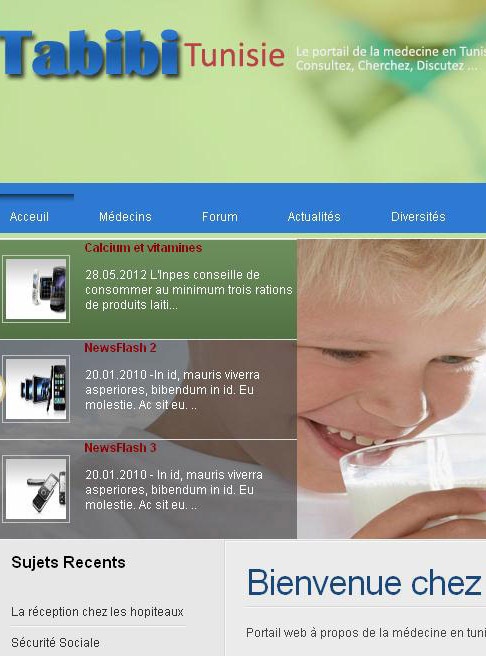 Tabibi Tunisie
Le portail de la medecine en Tunis
Consultez, Cherchez, Discutez ...
Acceuil Médecins Forum Actualités Diversités
Calcium et vitamines
28.05.2012 L'Inpes conseille de
consommer au minimum trois rations
de produits laiti...
NewsFlash 2
20.01.2010 -In id, mauris viverra
asperiores, bibendum in id. Eu
molestie. Ac sit eu. ..
NewsFlash 3
20.01.2010 - In id, mauris viverra
asperiores, bibendum in id. Eu
molestie. Ac sit eu. ..
Sujets Recents
La réception chez les hopiteaux
Sécurité Sociale
Bienvenue chez
Portail web à propos de la médecine en tuni